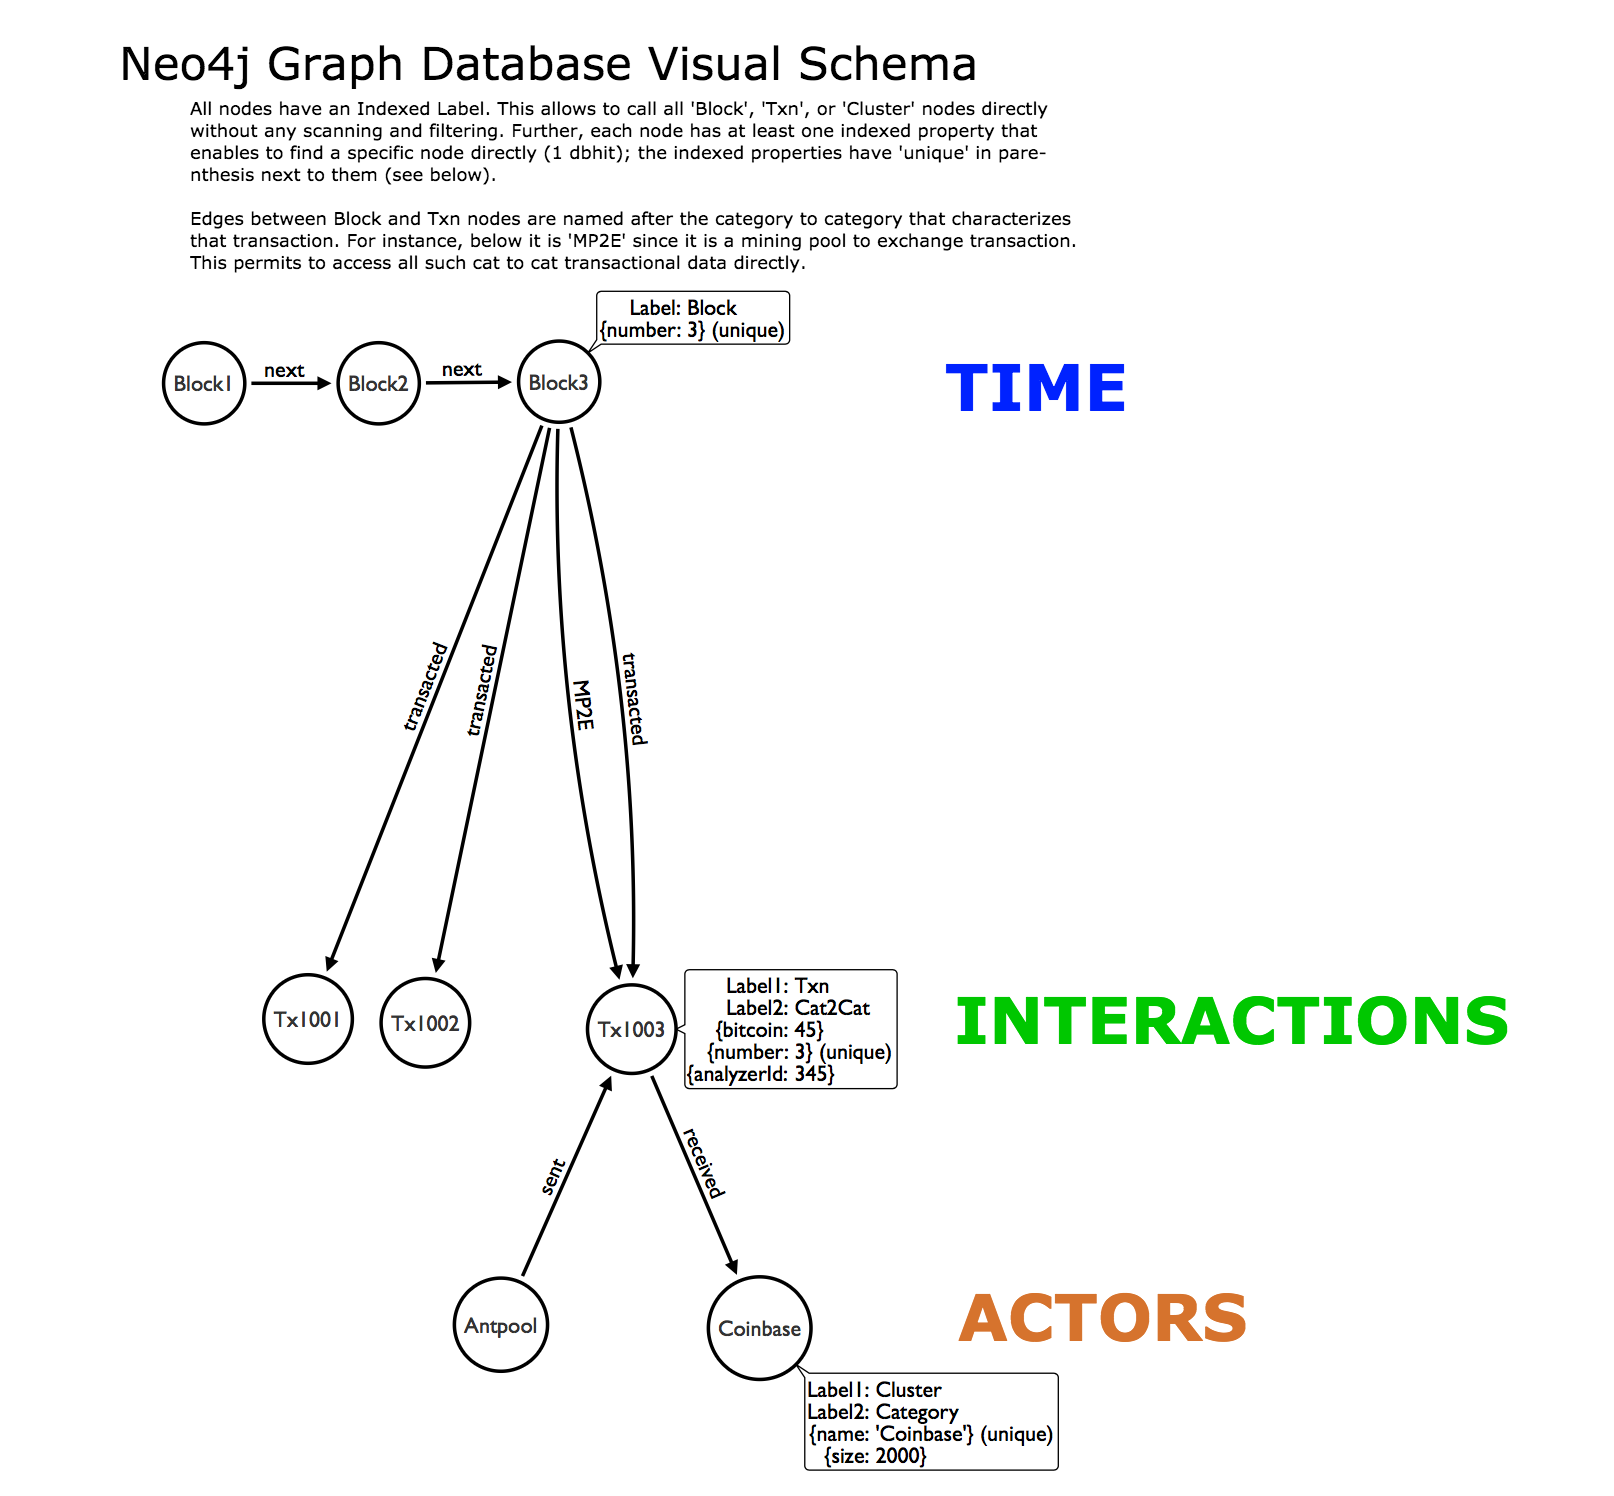 Neo4j Graph Database Visual Schema
All nodes have an Indexed Label. This allows to call all 'Block', 'Txn', or 'Cluster' nodes directly
without any scanning and filtering. Further, each node has at least one indexed property that
enables to find a specific node directly (1 dbhit); the indexed properties have 'unique' in pare-
nthesis next to them (see below).
Edges between Block and Txn nodes are named after the category to category that characterizes
that transaction. For instance, below it is 'MP2E' since it is a mining pool to exchange transaction.
This permits to access all such cat to cat transactional data directly.
Label: Block
{number: 3} (unique)
Block1
next
Block2
next
Block3
TIME
transacted
transacted
MP2E
transacted
Tx1001
Tx1002
Tx1003
Label1: Txn
Label2: Cat2Cat
{bitcoin: 45}
{number: 3} (unique)
{analyzerId: 345}
INTERACTIONS
sent
received
Antpool
Coinbase
ACTORS
Label1: Cluster
Label2: Category
{name: 'Coinbase'} (unique)
{size: 2000}